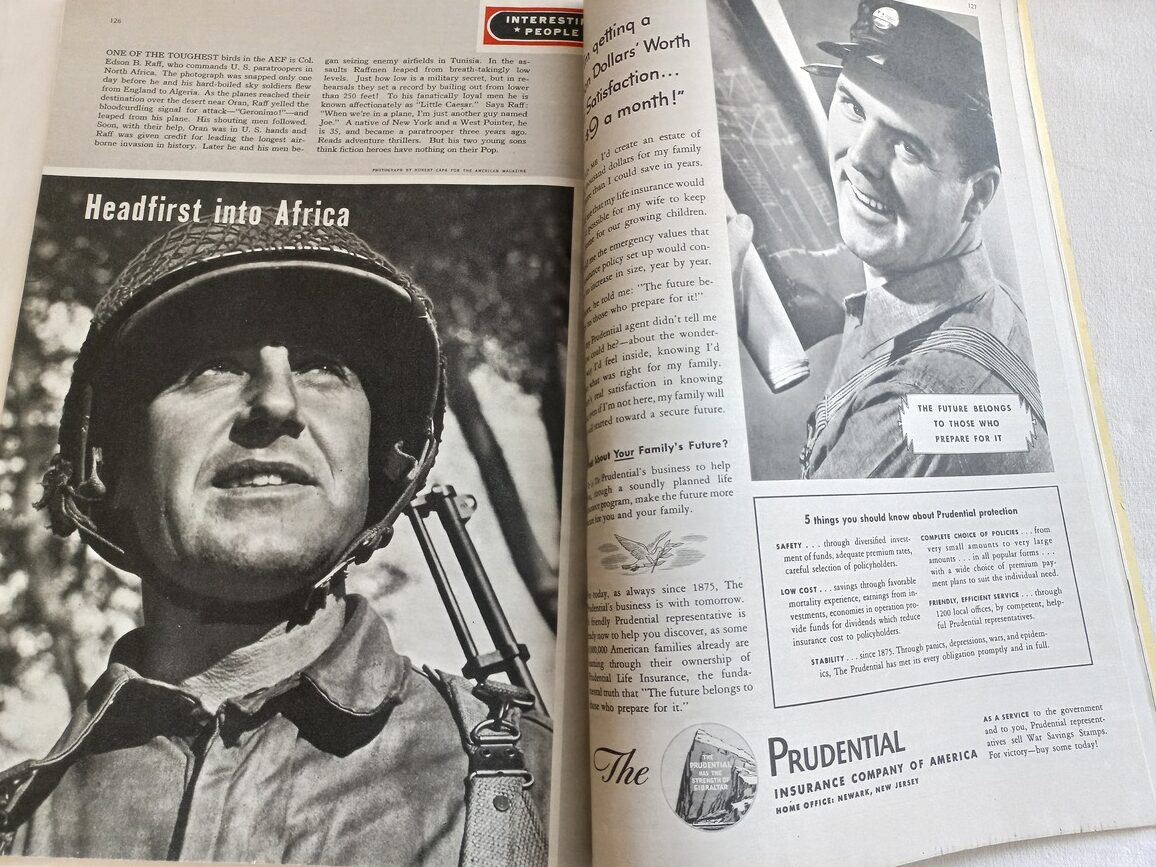 126
INTERESTI
★ PEOPLE
ONE OF THE TOUGHEST birds in the AEF is Col.
Edson B. Raff, who commands U. S. paratroopers in
North Africa. The photograph was snapped only one
day before he and his hard-boiled sky soldiers flew
from England to Algeria. As the planes reached their
destination over the desert near Oran, Raff yelled the
bloodcurdling signal for attack—"Geronimo!"—and
leaped from his plane. His shouting men followed.
Soon, with their help, Oran was in U. S. hands and
Raff was given credit for leading the longest air-
borne invasion in history. Later he and his men be-
gan seizing enemy airfields in Tunisia. In the as-
saults Raffmen leaped from breath-takingly low
levels. Just how low is a military secret, but in re-
hearsals they set a record by bailing out from lower
than 250 feet! To his fanatically loyal men he is
known affectionately as "Little Caesar." Says Raff:
"When we're in a plane, I'm just another guy named
Joe." A native of New York and a West Pointer, he
is 35, and became a paratrooper three years ago.
Reads adventure thrillers. But his two young sons
think fiction heroes have nothing on their Pop.
PHOTOGRAPH BY ROBERT CAPA FOR THE AMERICAN MAGAZINE
Headfirst into Africa
127
getting a
Dollars' Worth
Satisfaction...
9 a month!"
I'd create an estate of
dollars for my family
than I could save in years.
that my life insurance would
possible for my wife to keep
for our growing children.
me the emergency values that
policy set up would con-
increase in size, year by year.
he told me: "The future be-
to those who prepare for it!"
Prudential agent didn't tell me
could he?—about the wonder-
I'd feel inside, knowing I'd
what was right for my family.
real satisfaction in knowing
if I'm not here, my family will
started toward a secure future.
About Your Family's Future?
is The Prudential's business to help
through a soundly planned life
program, make the future more
for you and your family.
today, as always since 1875, The
business is with tomorrow.
friendly Prudential representative is
now to help you discover, as some
American families already are
through their ownership of
Life Insurance, the funda-
mental truth that "The future belongs to
those who prepare for it."
THE FUTURE BELONGS
TO THOSE WHO
PREPARE FOR IT
5 things you should know about Prudential protection
SAFETY . . . through diversified invest-
ment of funds, adequate premium rates,
careful selection of policyholders.
LOW COST . . . savings through favorable
mortality experience, earnings from in-
vestments, economies in operation pro-
vide funds for dividends which reduce
insurance cost to policyholders.
COMPLETE CHOICE OF POLICIES . . . from
very small amounts to very large
amounts . . . in all popular forms . . .
with a wide choice of premium pay-
ment plans to suit the individual need.
FRIENDLY, EFFICIENT SERVICE . . . through
1200 local offices, by competent, help-
ful Prudential representatives.
STABILITY . . . since 1875. Through panics, depressions, wars, and epidem-
ics, The Prudential has met its every obligation promptly and in full.
The
THE
PRUDENTIAL
HAS THE
STRENGTH OF
GIBRALTAR
PRUDENTIAL
INSURANCE COMPANY OF AMERICA
HOME OFFICE: NEWARK, NEW JERSEY
AS A SERVICE to the government
and to you, Prudential represent-
atives sell War Savings Stamps.
For victory—buy some today!